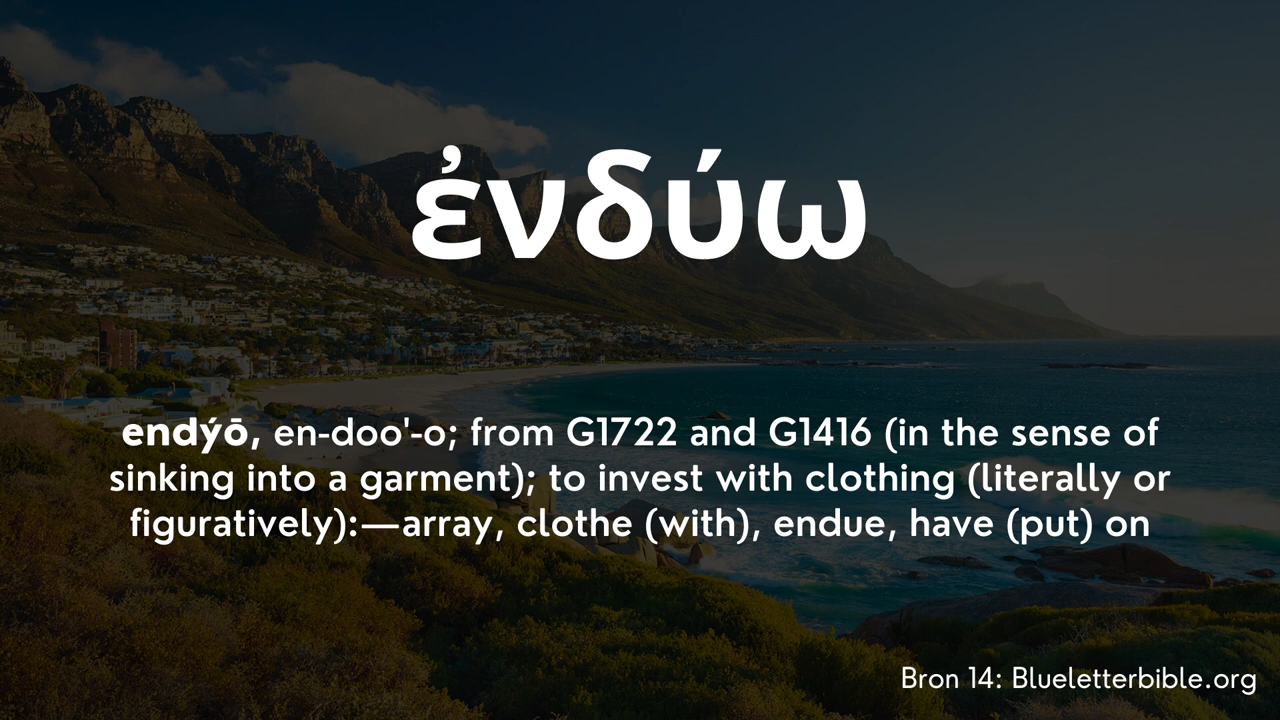 ἐνδύω
endýō, en-doo'-o; from G1722 and G1416 (in the sense of
sinking into a garment); to invest with clothing (literally or
figuratively):—array, clothe (with), endue, have (put) on
Bron 14: Blueletterbible.org